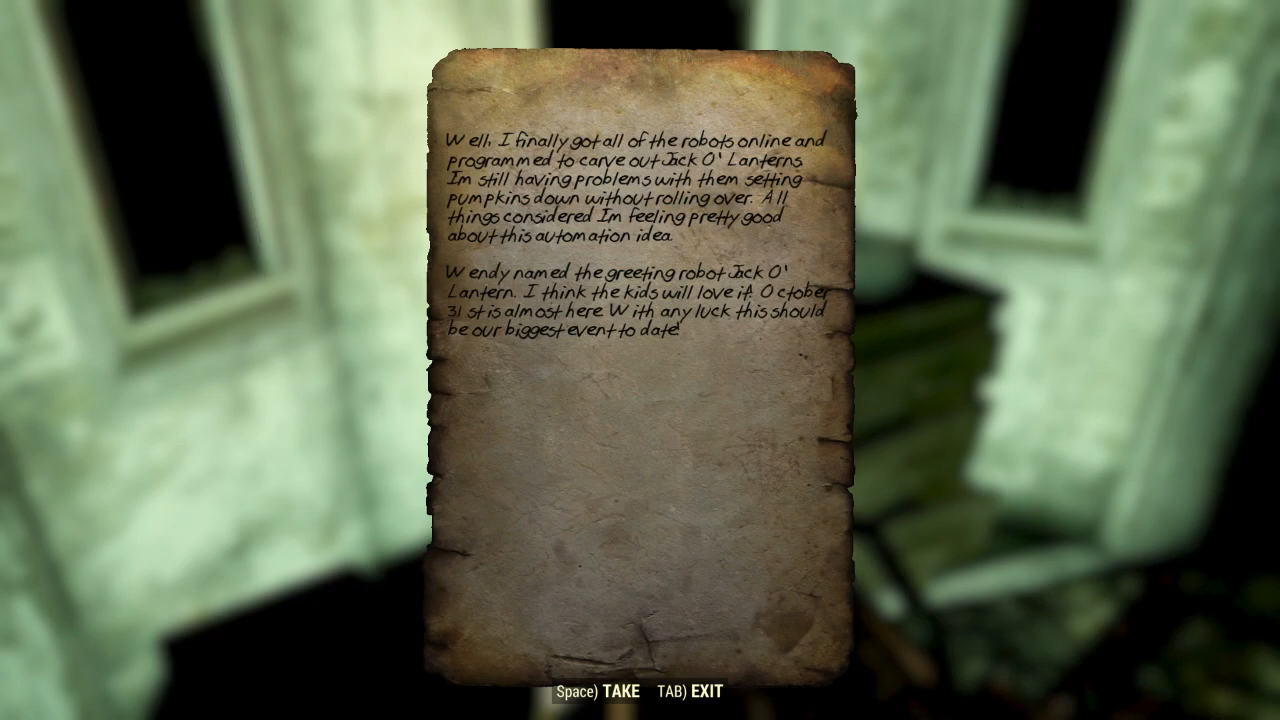 Well, I finally got all of the robots online and
programmed to carve out Jack O' Lanterns
Im still having problems with them setting
pumpkins down without rolling over. All
things considered Im feeling pretty good
about this automation idea.
Wendy named the greeting robot Jack O'
Lantern. I think the kids will love it! October
31st is almost here. With any luck this should
be our biggest event to date!
Space) TAKE TAB) EXIT